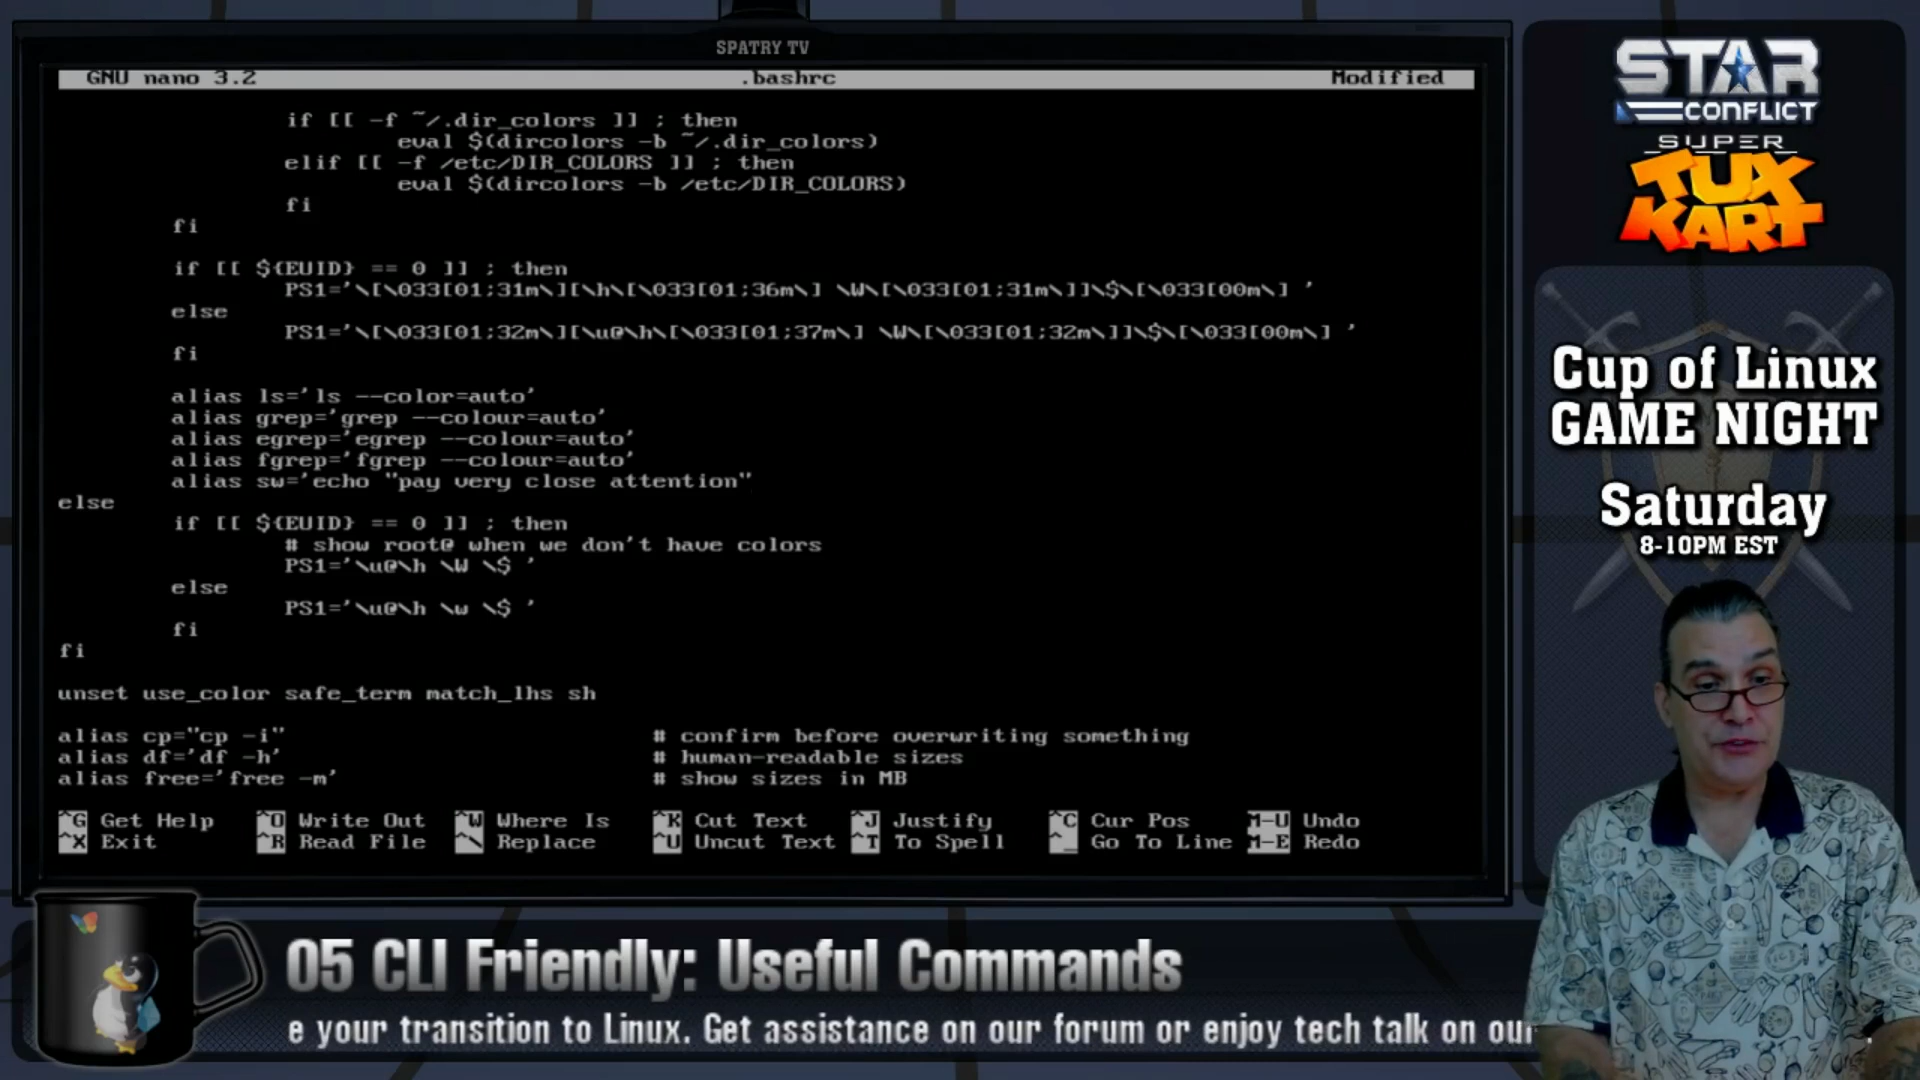 SPATRY TV
GNU nano 3.2 .bashrc Modified
if [[ -f ~/.dir_colors ]] ; then
eval $(dircolors -b ~/.dir_colors)
elif [[ -f /etc/DIR_COLORS ]] ; then
eval $(dircolors -b /etc/DIR_COLORS)
fi
fi
if [[ ${EUID} == 0 ]] ; then
PS1='\[\033[01;31m\][\h\[\033[01;36m\] \W\[\033[01;31m\]]\$\[\033[00m\] '
else
PS1='\[\033[01;32m\][\u@\h\[\033[01;37m\] \W\[\033[01;32m\]]\$\[\033[00m\] '
fi
alias ls='ls --color=auto'
alias grep='grep --colour=auto'
alias egrep='egrep --colour=auto'
alias fgrep='fgrep --colour=auto'
alias sw='echo "pay very close attention"
else
if [[ ${EUID} == 0 ]] ; then
# show root@ when we don't have colors
PS1='\u@\h \W \$ '
else
PS1='\u@\h \w \$ '
fi
fi
unset use_color safe_term match_lhs sh
alias cp="cp -i" # confirm before overwriting something
alias df='df -h' # human-readable sizes
alias free='free -m' # show sizes in MB
^G Get Help ^O Write Out ^W Where Is ^K Cut Text ^J Justify ^C Cur Pos M-U Undo
^X Exit ^R Read File ^\ Replace ^U Uncut Text ^T To Spell ^_ Go To Line M-E Redo
STAR
CONFLICT
SUPER
TUX
KART
Cup of Linux
GAME NIGHT
Saturday
8-10PM EST
05 CLI Friendly: Useful Commands
e your transition to Linux. Get assistance on our forum or enjoy tech talk on our